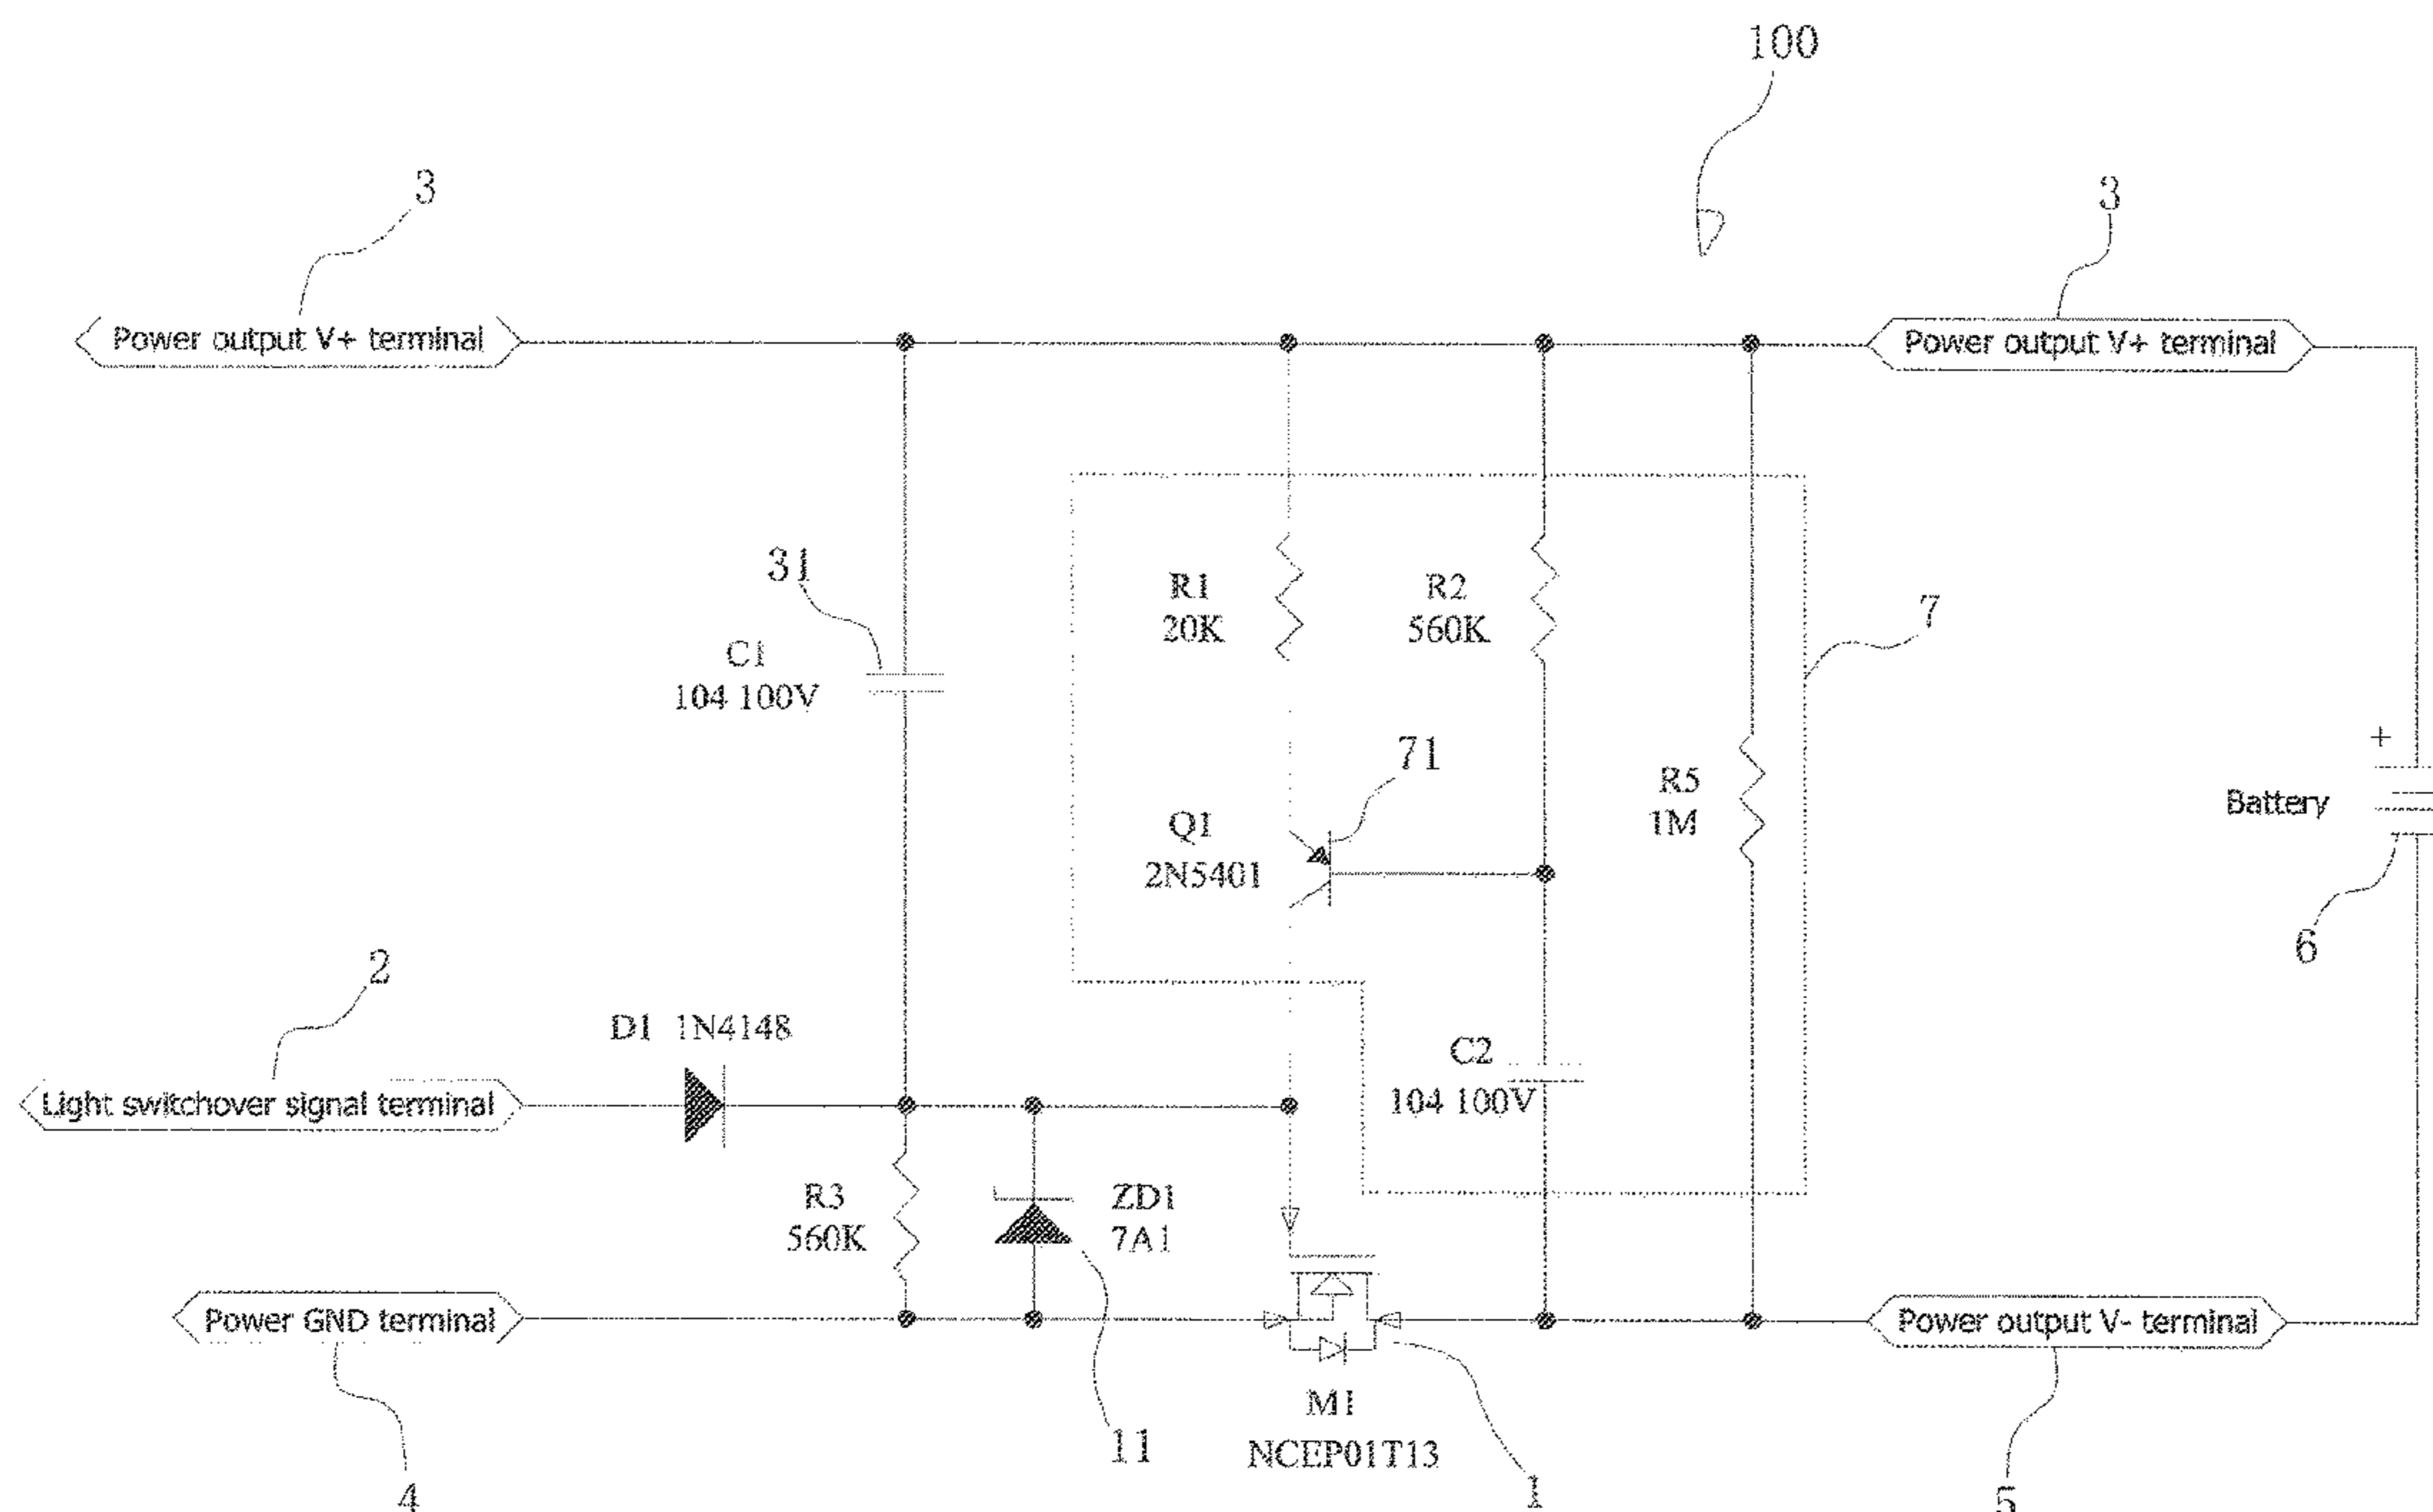 100
3
3
Power output V+ terminal
Power output V+ terminal
31
R1
20K
R2
560K
7
C1
104 100V
71
+
R5
1M
Battery
Q1
2N5401
6
2
D1 1N4148
C2
104 100V
Light switchover signal terminal
R3
560K
ZD1
7A1
Power GND terminal
Power output V- terminal
M1
NCEP01T13
11
1
4
5